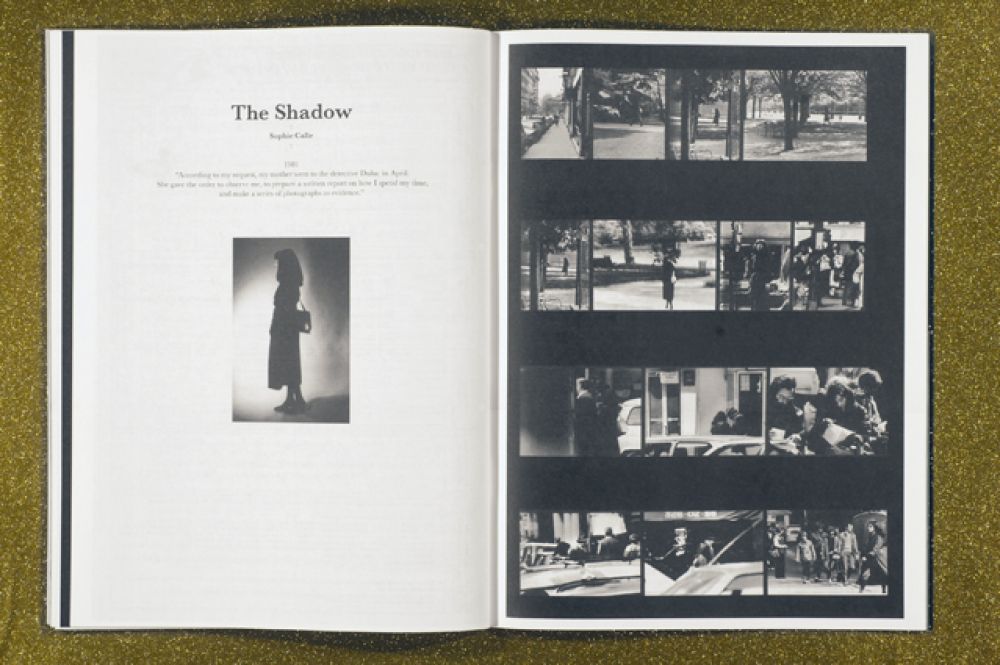 The Shadow
Sophie Calle
1981
"According to my request, my mother went to the detective Duluc in April.
She gave the order to observe me, to prepare a written report on how I spend my time,
and make a series of photographs as evidence."